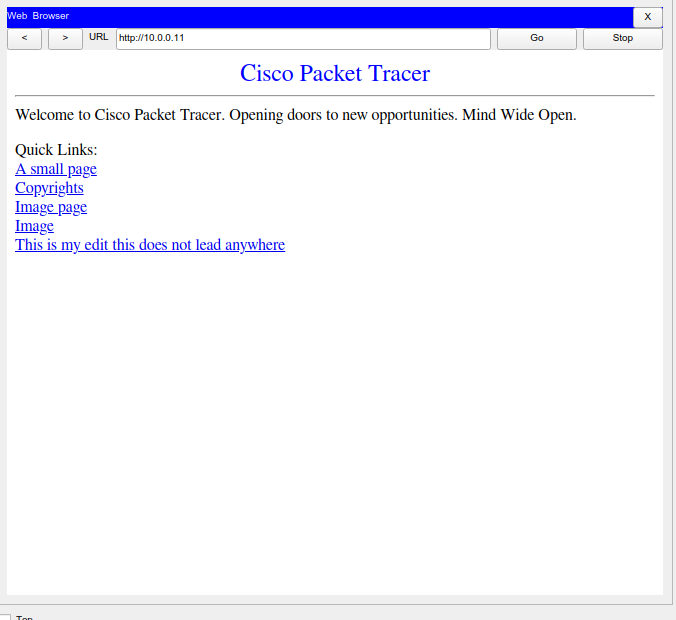 Web Browser
X
<
>
URL
http://10.0.0.11
Go
Stop
Cisco Packet Tracer
Welcome to Cisco Packet Tracer. Opening doors to new opportunities. Mind Wide Open.
Quick Links:
A small page
Copyrights
Image page
Image
This is my edit this does not lead anywhere
Top